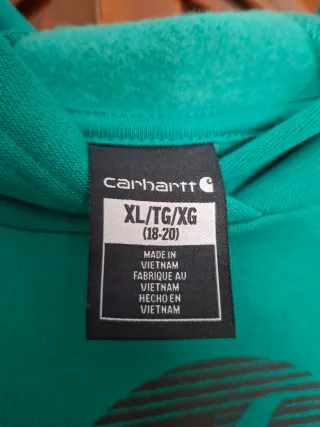 carhartt
XL/TG/XG
(18-20)
MADE IN
VIETNAM
FABRIQUE AU
VIETNAM
HECHO EN
VIETNAM